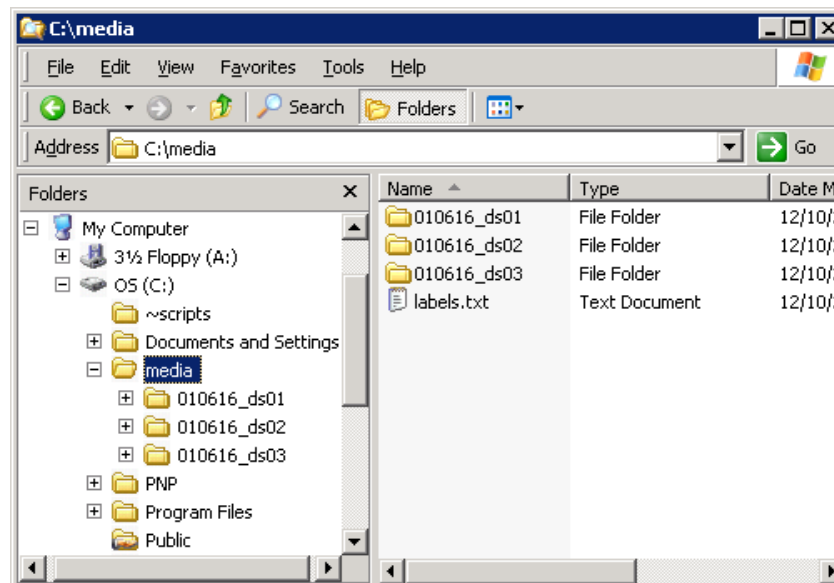 C:\media
File Edit View Favorites Tools Help
Back Search Folders
Address C:\media Go
Folders
My Computer
3½ Floppy (A:)
OS (C:)
~scripts
Documents and Settings
media
010616_ds01
010616_ds02
010616_ds03
PNP
Program Files
Public
Name Type Date M
010616_ds01 File Folder 12/10/
010616_ds02 File Folder 12/10/
010616_ds03 File Folder 12/10/
labels.txt Text Document 12/10/